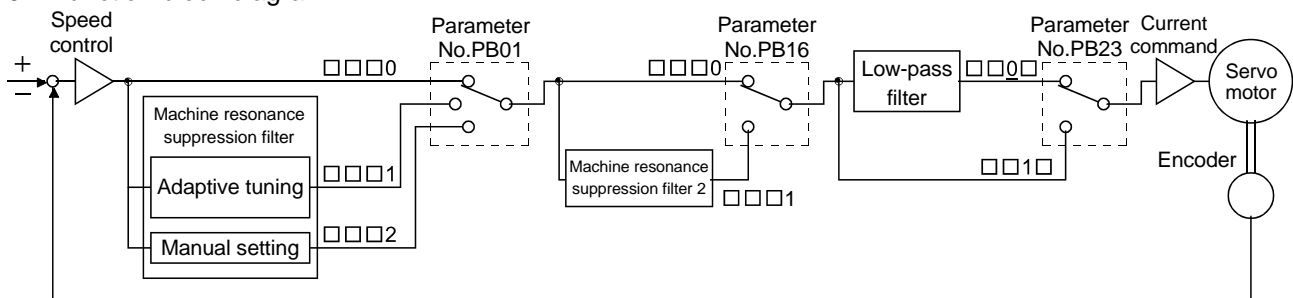 Speed
control
+
−
□□□0
Machine resonance
suppression filter
Adaptive tuning
□□□1
Manual setting
□□□2
Parameter
No.PB01
□□□0
Machine resonance
suppression filter 2
□□□1
Parameter
No.PB16
Low-pass
filter
□□0□
□□1□
Parameter
No.PB23
Current
command
Servo
motor
Encoder